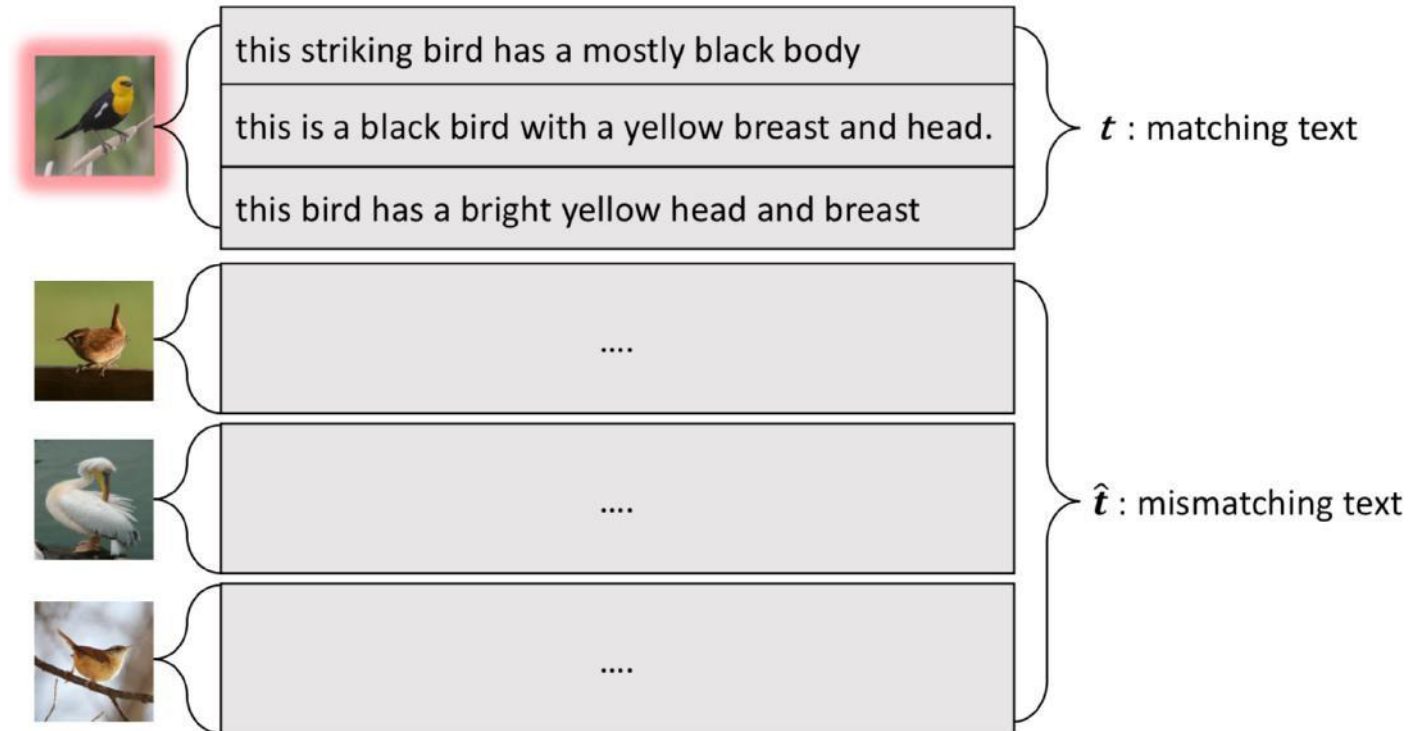 this striking bird has a mostly black body
this is a black bird with a yellow breast and head.
this bird has a bright yellow head and breast
t : matching text
....
....
t̂ : mismatching text
....